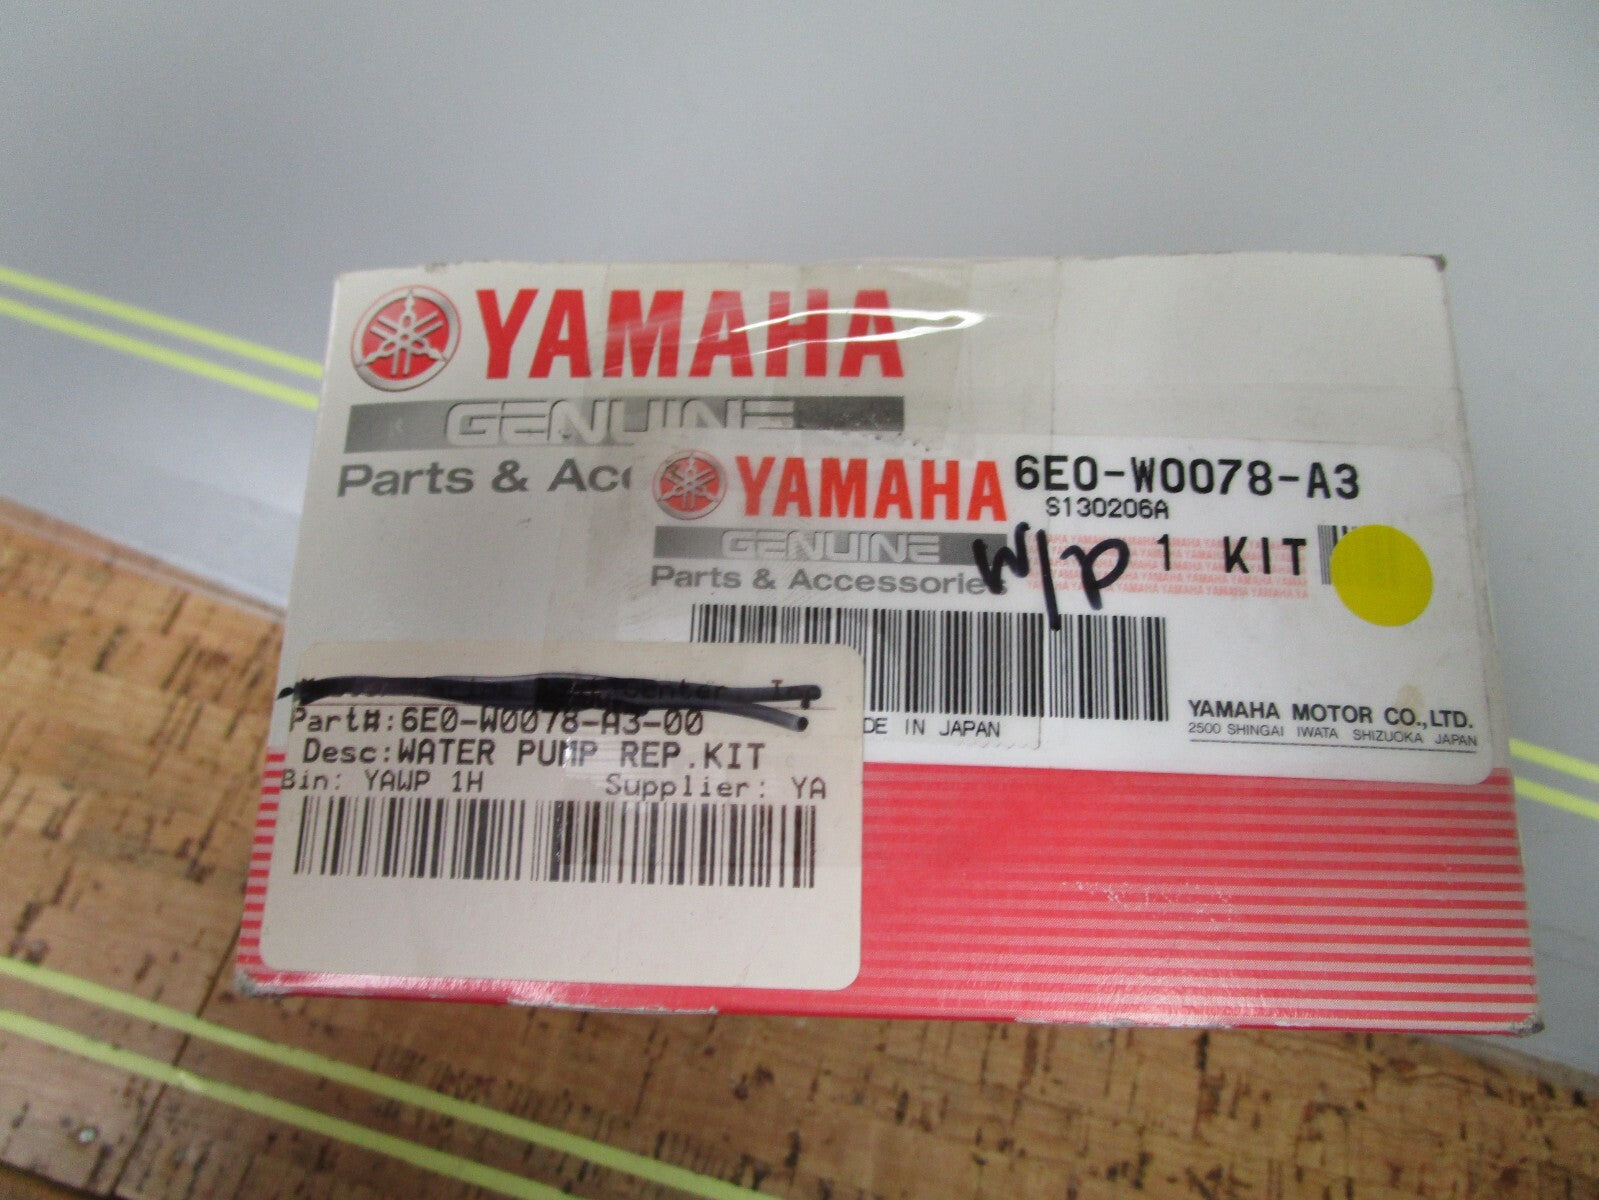 YAMAHA
GENUINE
Parts & Acc
YAMAHA
GENUINE
Parts & Accessories
6E0-W0078-A3
S130206A
w/p 1 KIT
DE IN JAPAN
YAMAHA MOTOR CO.,LTD.
2500 SHINGAI IWATA SHIZUOKA JAPAN
Center
Part#:6E0-W0078-A3-00
Desc:WATER PUMP REP.KIT
Bin: YAWP 1H Supplier: YA